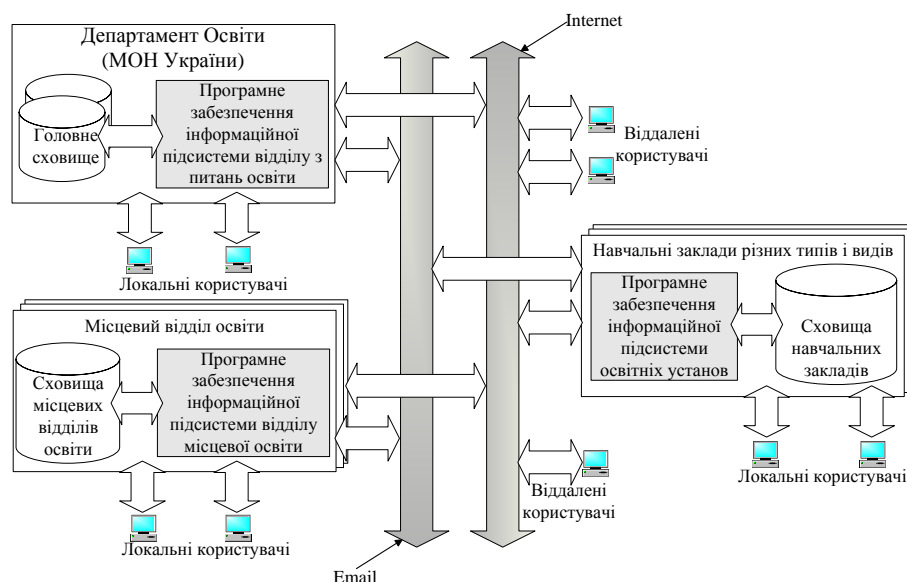 Internet
Департамент Освіти
(МОН України)
Головне
сховище
Програмне
забезпечення
інформаційної
підсистеми відділу з
питань освіти
Віддалені
користувачі
Локальні користувачі
Навчальні заклади різних типів і видів
Програмне
забезпечення
інформаційної
підсистеми
освітніх установ
Сховища
навчальних
закладів
Місцевий відділ освіти
Сховища
місцевих
відділів
освіти
Програмне
забезпечення
інформаційної
підсистеми відділу
місцевої освіти
Локальні користувачі
Віддалені
користувачі
Локальні користувачі
Email